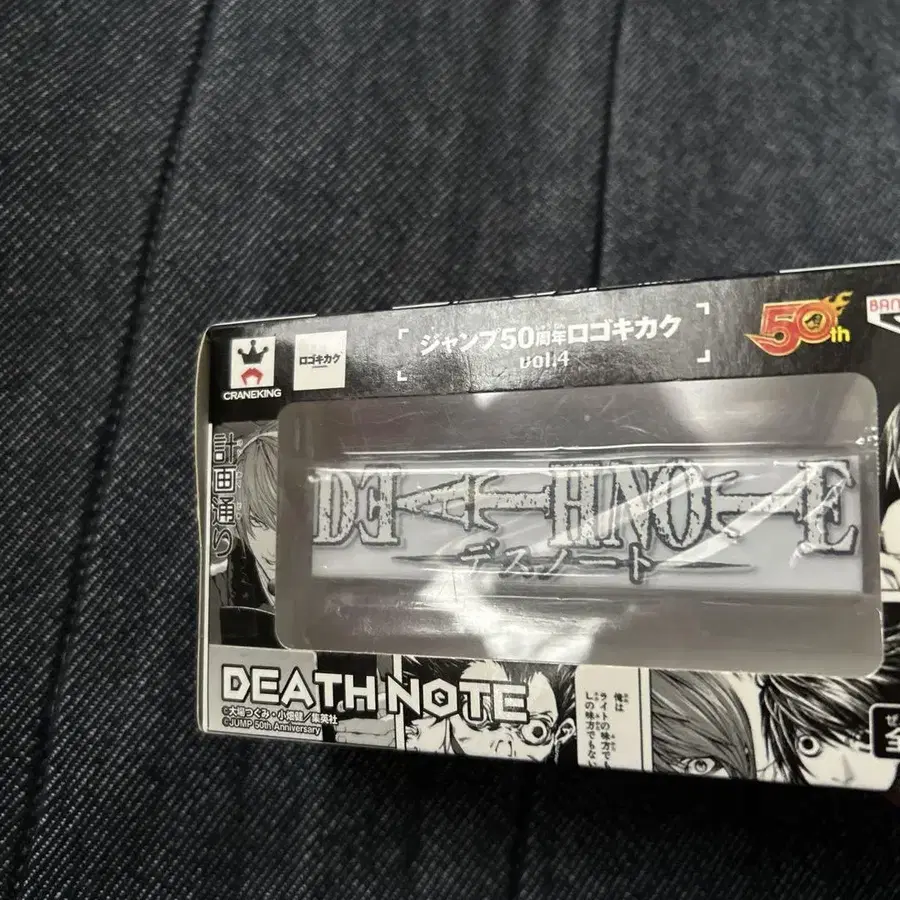 CRANEKING
ロゴキカク
ジャンプ50周年ロゴキカク
vol.4
50th
BAN
計画通り
DEATHNOTE
デスノート
DEATH NOTE
©大場つぐみ・小畑健/集英社
©JUMP 50th Anniversary
俺は
ライトの味方でも
Lの味方でもない
全